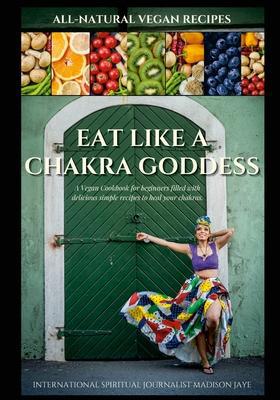 ALL-NATURAL VEGAN RECIPES
EAT LIKE A
CHAKRA GODDESS
A Vegan Cookbook for beginners filled with
delicious simple recipes to heal your chakras.
INTERNATIONAL SPIRITUAL JOURNALIST MADISON JAYE